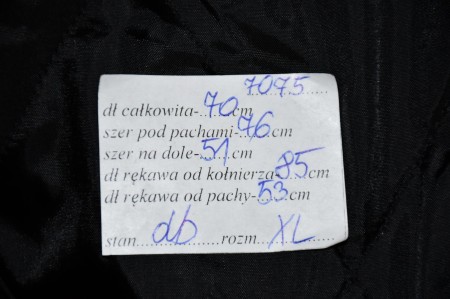 7075
dł całkowita-70cm
szer pod pachami-76cm
szer na dole-51cm
dł rękawa od kołnierza-85cm
dł rękawa od pachy-53cm
stan db rozm XL